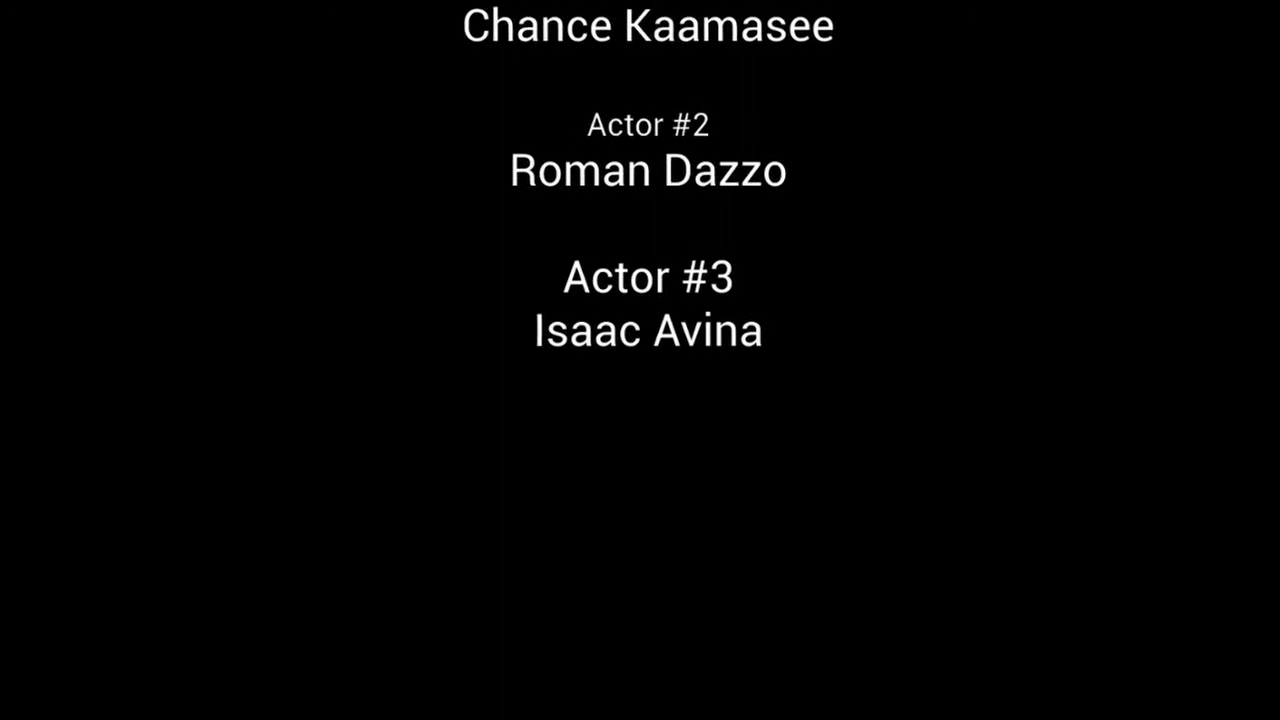 Chance Kaamasee
Actor #2
Roman Dazzo
Actor #3
Isaac Avina